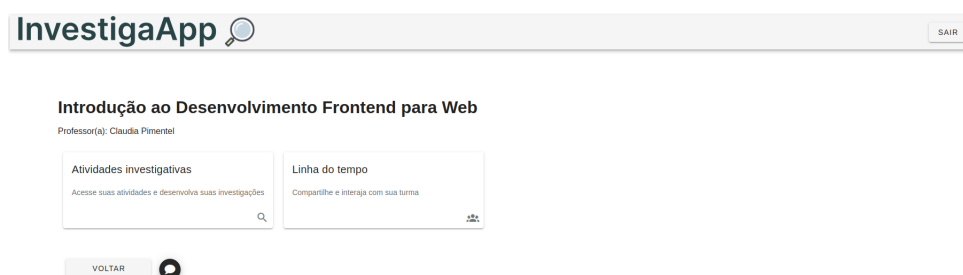 InvestigaApp
SAIR
Introdução ao Desenvolvimento Frontend para Web
Professor(a): Claudia Pimentel
Atividades investigativas
Acesse suas atividades e desenvolva suas investigações
Linha do tempo
Compartilhe e interaja com sua turma
VOLTAR